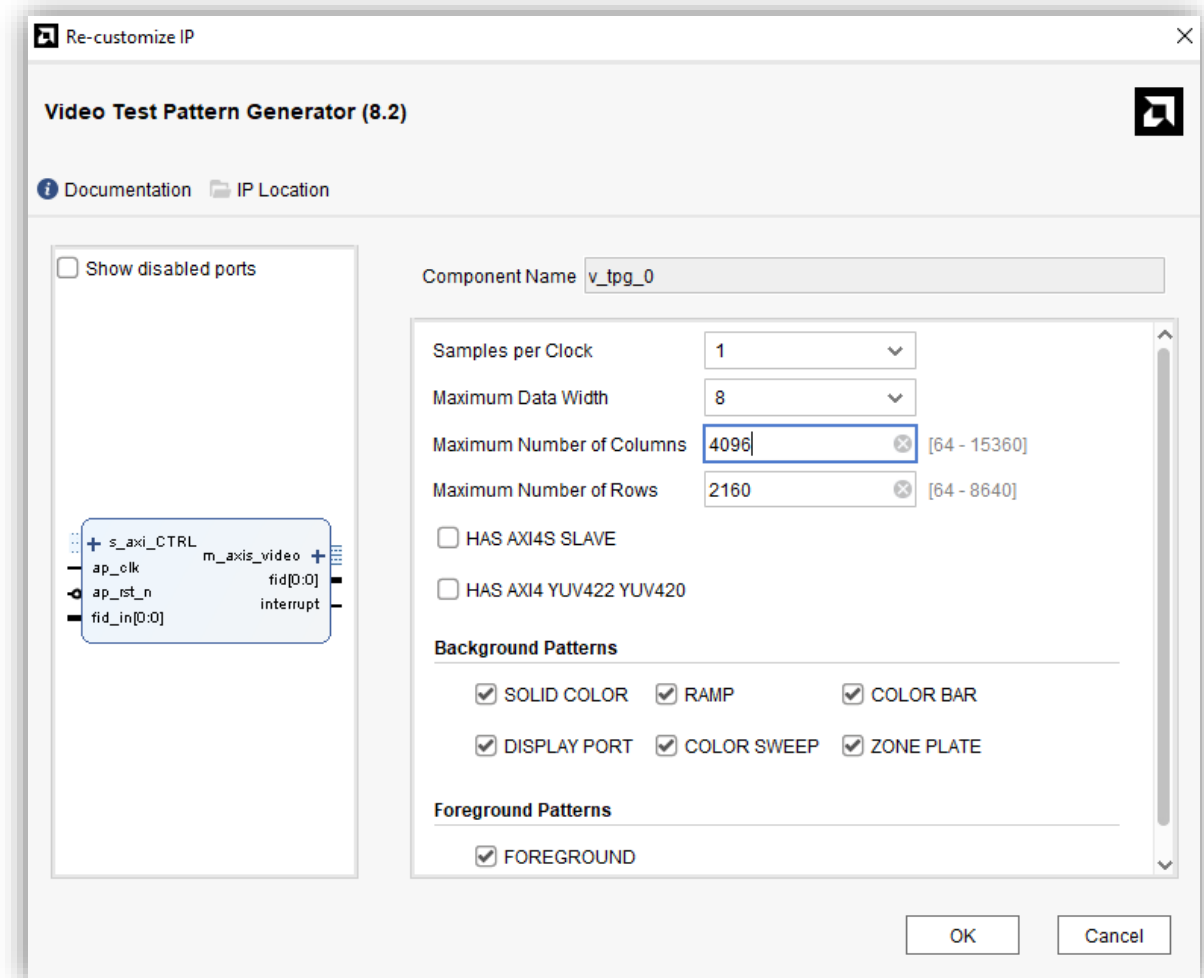 Re-customize IP
Video Test Pattern Generator (8.2)
Documentation IP Location
Show disabled ports
s_axi_CTRL
ap_clk
ap_rst_n
fid_in[0:0]
m_axis_video
fid[0:0]
interrupt
Component Name v_tpg_0
Samples per Clock 1
Maximum Data Width 8
Maximum Number of Columns 4096 [64 - 15360]
Maximum Number of Rows 2160 [64 - 8640]
HAS AXI4S SLAVE
HAS AXI4 YUV422 YUV420
Background Patterns
SOLID COLOR RAMP COLOR BAR
DISPLAY PORT COLOR SWEEP ZONE PLATE
Foreground Patterns
FOREGROUND
OK Cancel